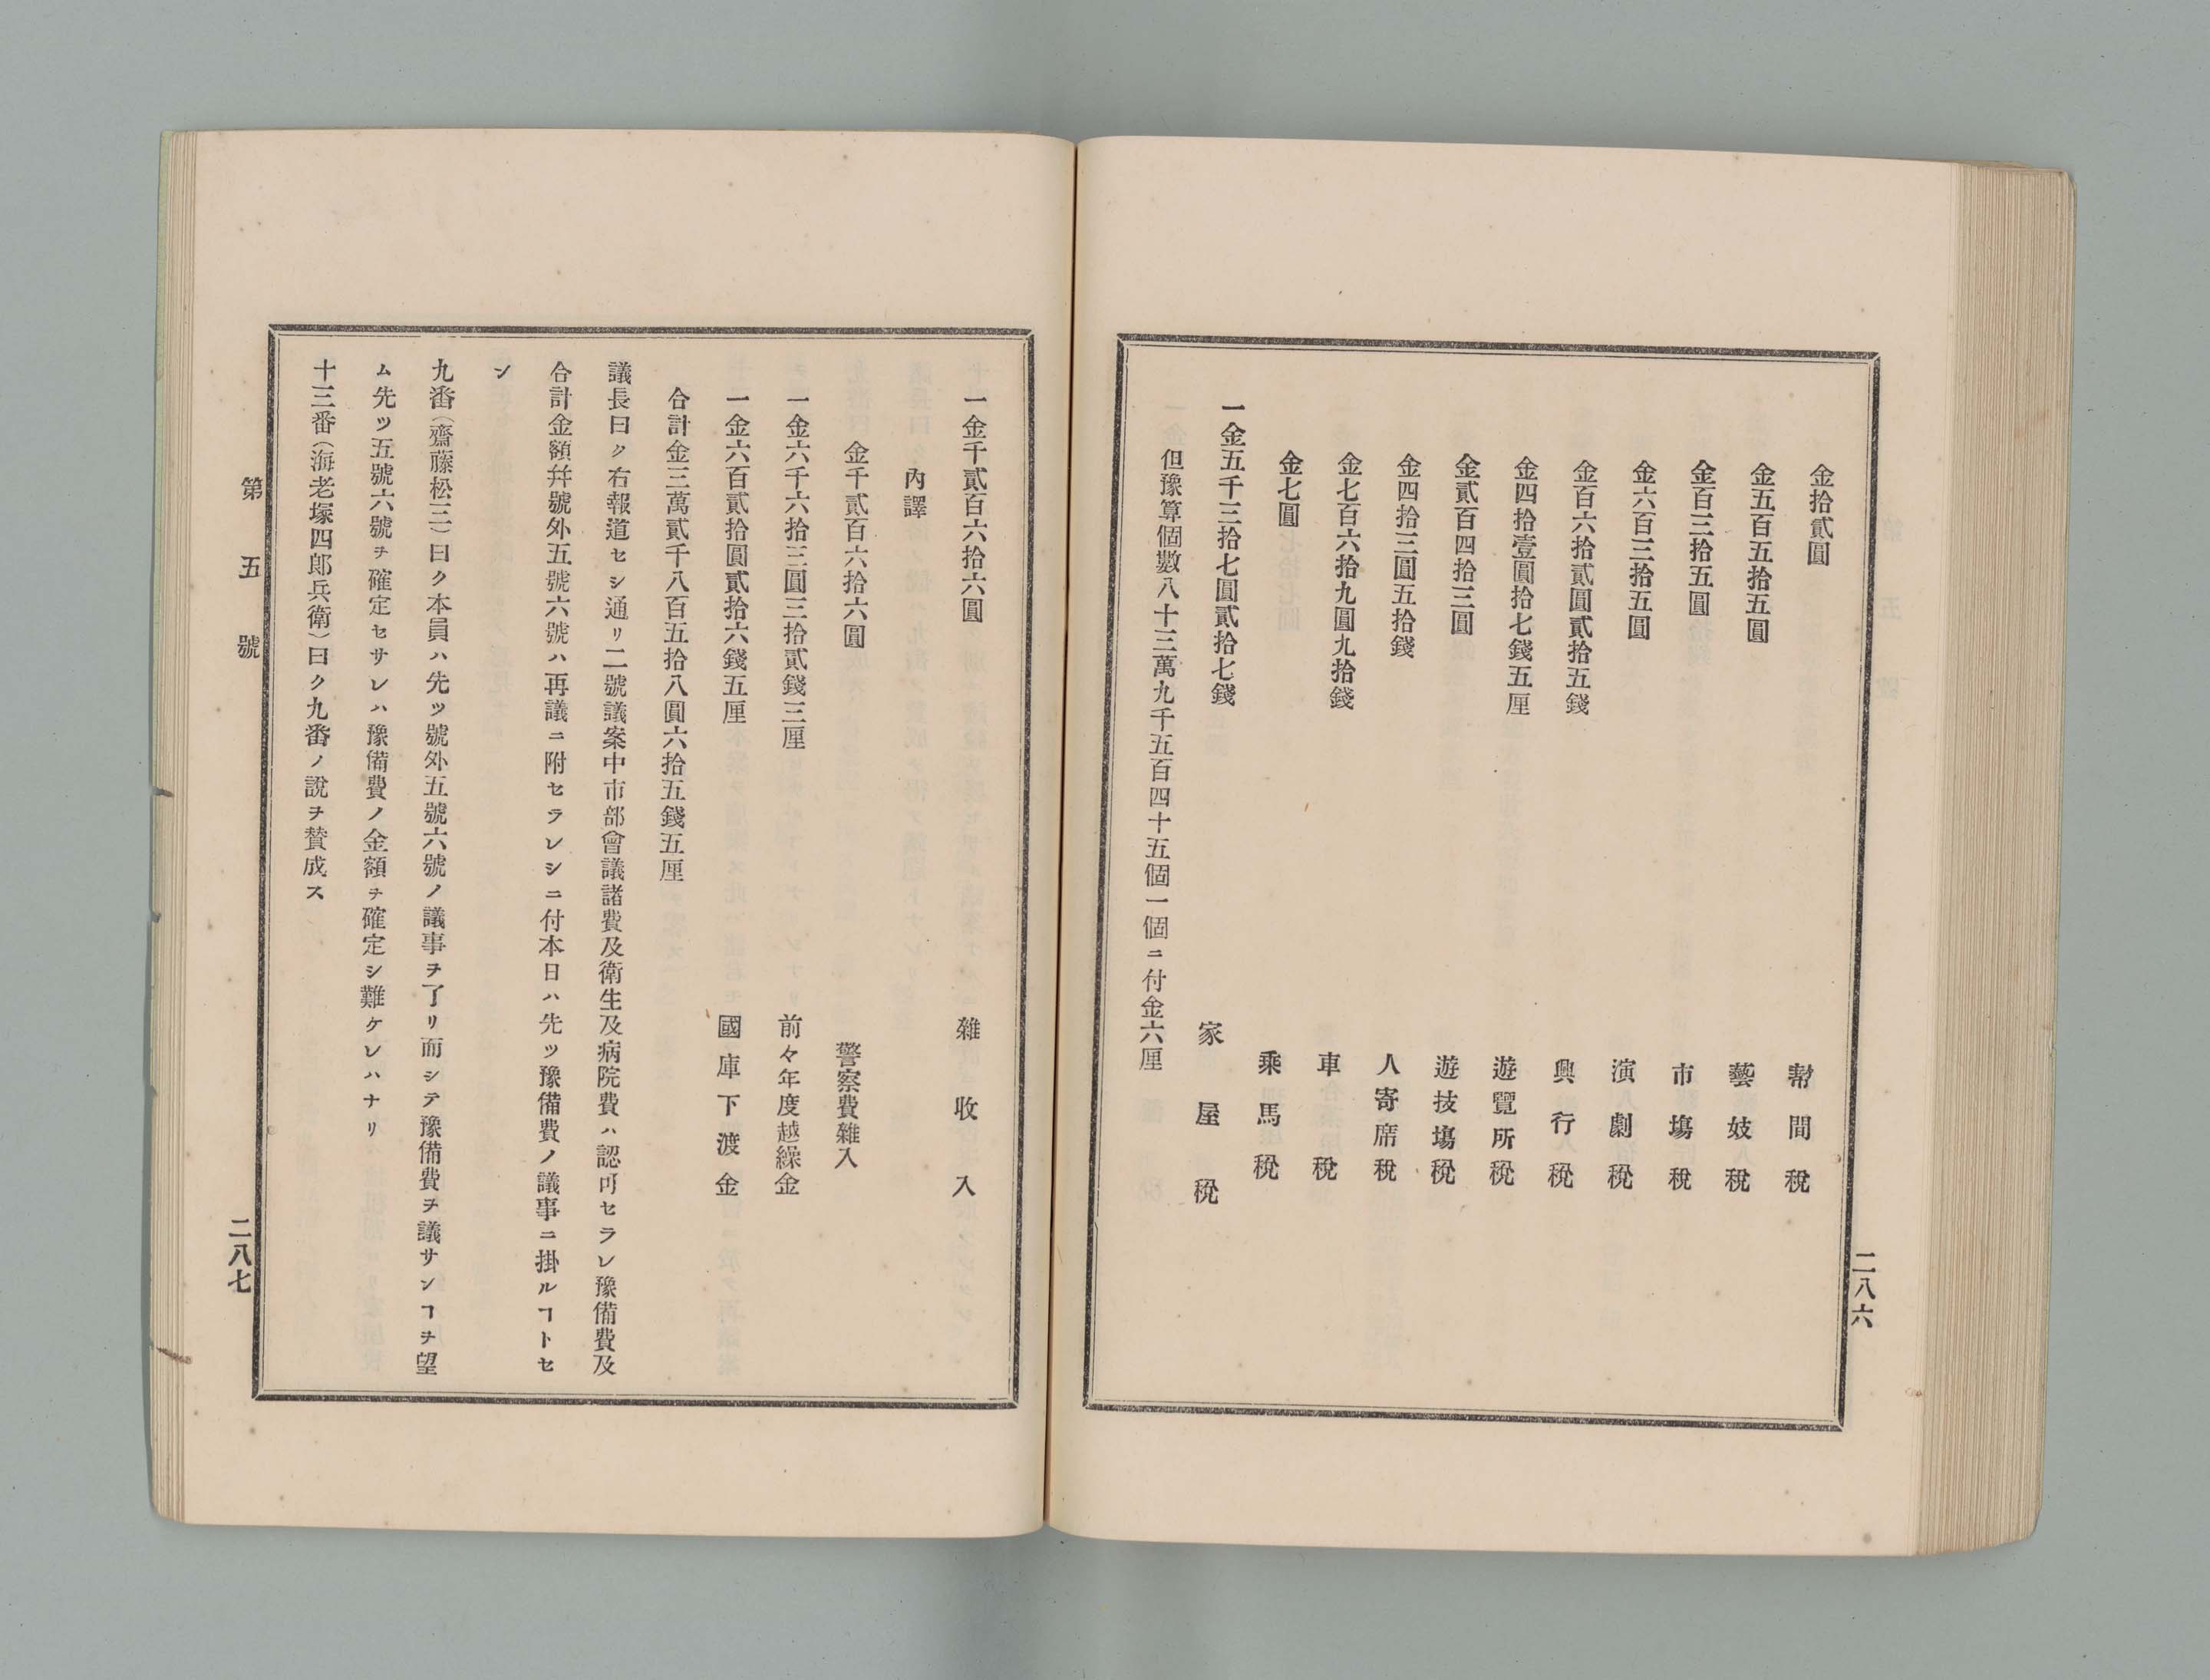 金拾貳圓 幇間稅
金五百五拾五圓 藝妓稅
金百三拾五圓 市塲稅
金六百三拾五圓 演劇稅
金百六拾貳圓貳拾五錢 興行稅
金四拾壹圓拾七錢五厘 遊覽所稅
金貳百四拾三圓 遊技塲稅
金四拾三圓五拾錢 人寄席稅
金七百六拾九圓九拾錢 車稅
金七圓 乘馬稅
一金五千三拾七圓貳拾七錢 家屋稅
但豫算個數八十三萬九千五百四十五個一個ニ付金六厘
二八六
一金千貳百六拾六圓 雜收入
內譯
金千貳百六拾六圓 警察費雜入
一金六千六拾三圓三拾貳錢三厘 前々年度越繰金
一金六百貳拾圓貳拾六錢五厘 國庫下渡金
合計金三萬貳千八百五拾八圓六拾五錢五厘
議長曰ク右報道セシ通リ二號議案中市部會議諸費及衛生及病院費ハ認可セラレ豫備費及
合計金額幷號外五號六號ハ再議ニ附セラレシニ付本日ハ先ッ豫備費ノ議事ニ掛ルヿトセ
ン
九番(齋藤松三)曰ク本員ハ先ッ號外五號六號ノ議事ヲ了リ而シテ豫備費ヲ議サンヿヲ望
ム先ッ五號六號ヲ確定セサレハ豫備費ノ金額ヲ確定シ難ケレハナリ
十三番(海老塚四郎兵衛)曰ク九番ノ說ヲ賛成ス
第五號
二八七